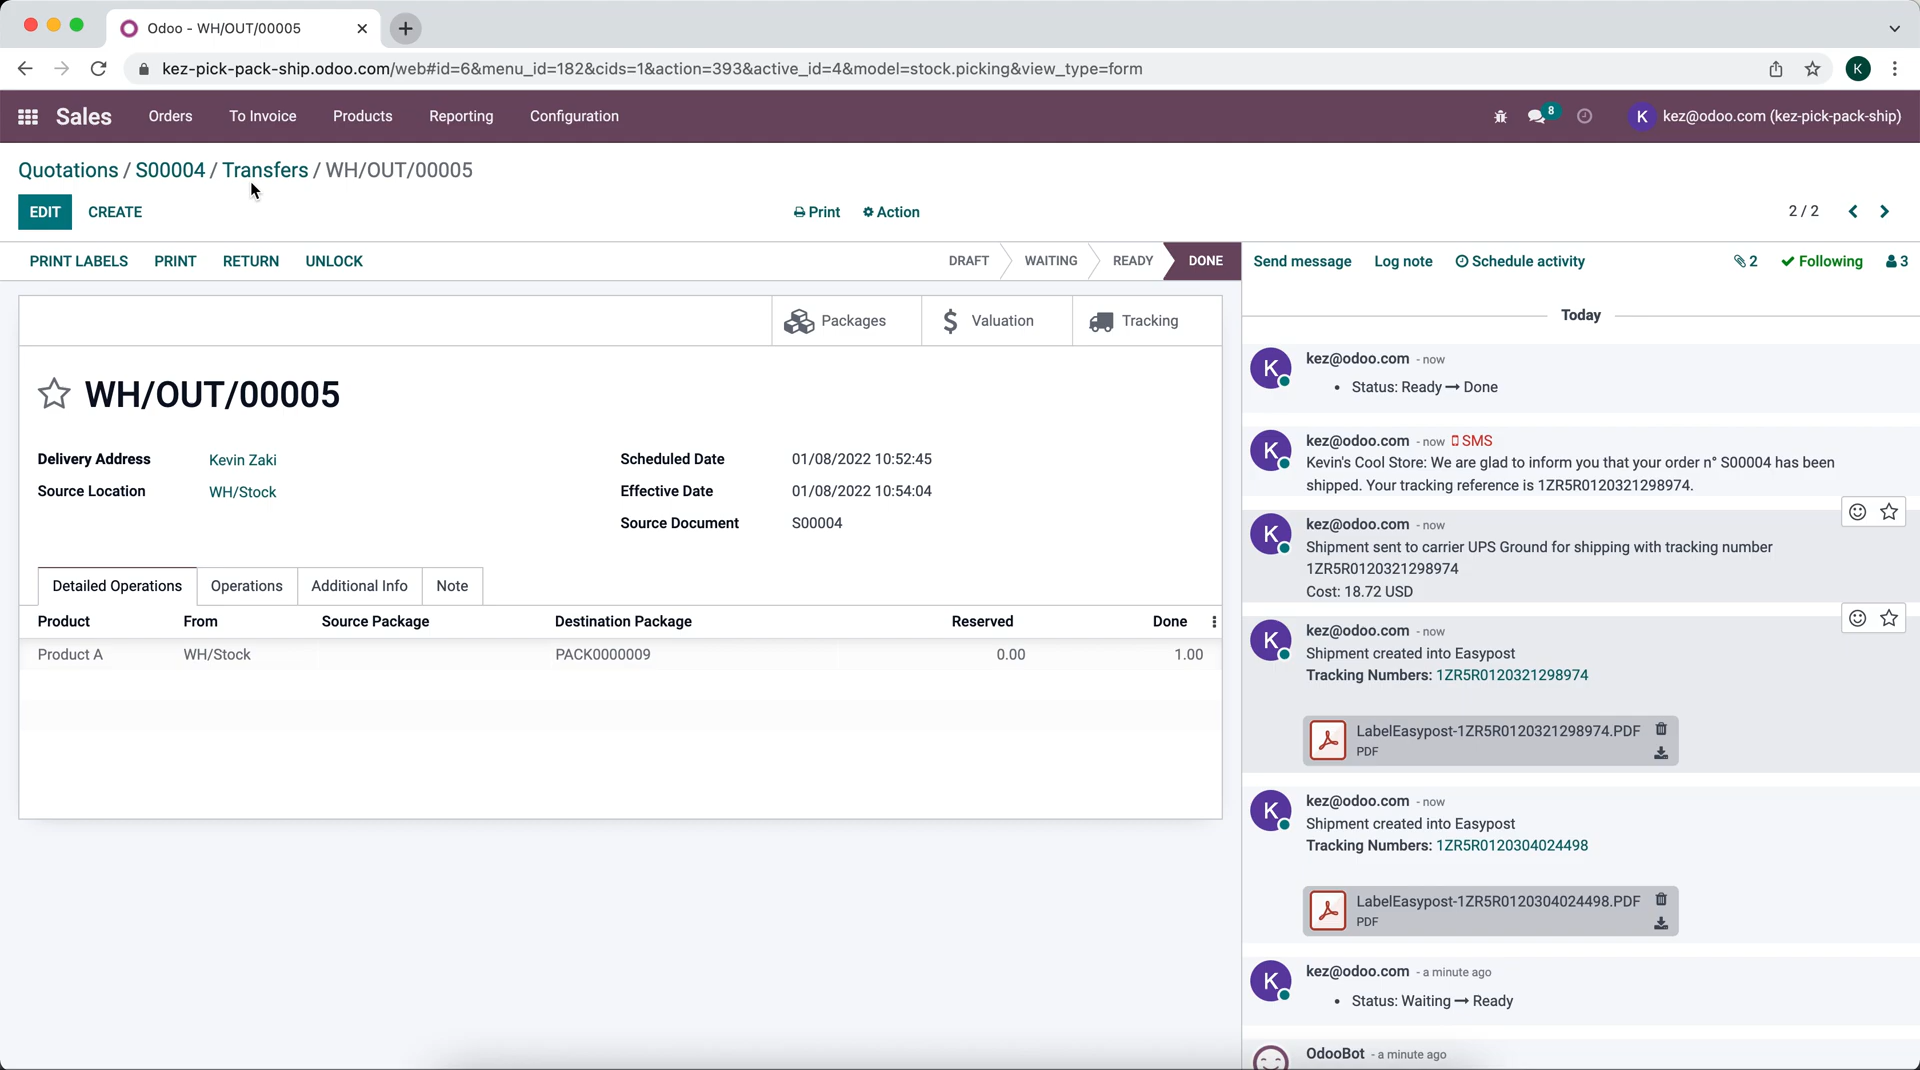 Odoo - WH/OUT/00005
kez-pick-pack-ship.odoo.com/web#id=6&menu_id=182&cids=1&action=393&active_id=4&model=stock.picking&view_type=form
K
Sales Orders To Invoice Products Reporting Configuration 8 K kez@odoo.com (kez-pick-pack-ship)
Quotations / S00004 / Transfers / WH/OUT/00005
EDIT CREATE Print Action 2 / 2
PRINT LABELS PRINT RETURN UNLOCK DRAFT WAITING READY DONE
Send message Log note Schedule activity 2 Following 3
Packages Valuation Tracking
WH/OUT/00005
Delivery Address Kevin Zaki
Source Location WH/Stock
Scheduled Date 01/08/2022 10:52:45
Effective Date 01/08/2022 10:54:04
Source Document S00004
Detailed Operations Operations Additional Info Note
Product From Source Package Destination Package Reserved Done
Product A WH/Stock PACK0000009 0.00 1.00
Today
K kez@odoo.com - now
• Status: Ready → Done
K kez@odoo.com - now SMS
Kevin's Cool Store: We are glad to inform you that your order n° S00004 has been
shipped. Your tracking reference is 1ZR5R0120321298974.
K kez@odoo.com - now
Shipment sent to carrier UPS Ground for shipping with tracking number
1ZR5R0120321298974
Cost: 18.72 USD
K kez@odoo.com - now
Shipment created into Easypost
Tracking Numbers: 1ZR5R0120321298974
LabelEasypost-1ZR5R0120321298974.PDF
PDF
K kez@odoo.com - now
Shipment created into Easypost
Tracking Numbers: 1ZR5R0120304024498
LabelEasypost-1ZR5R0120304024498.PDF
PDF
K kez@odoo.com - a minute ago
• Status: Waiting → Ready
OdooBot - a minute ago